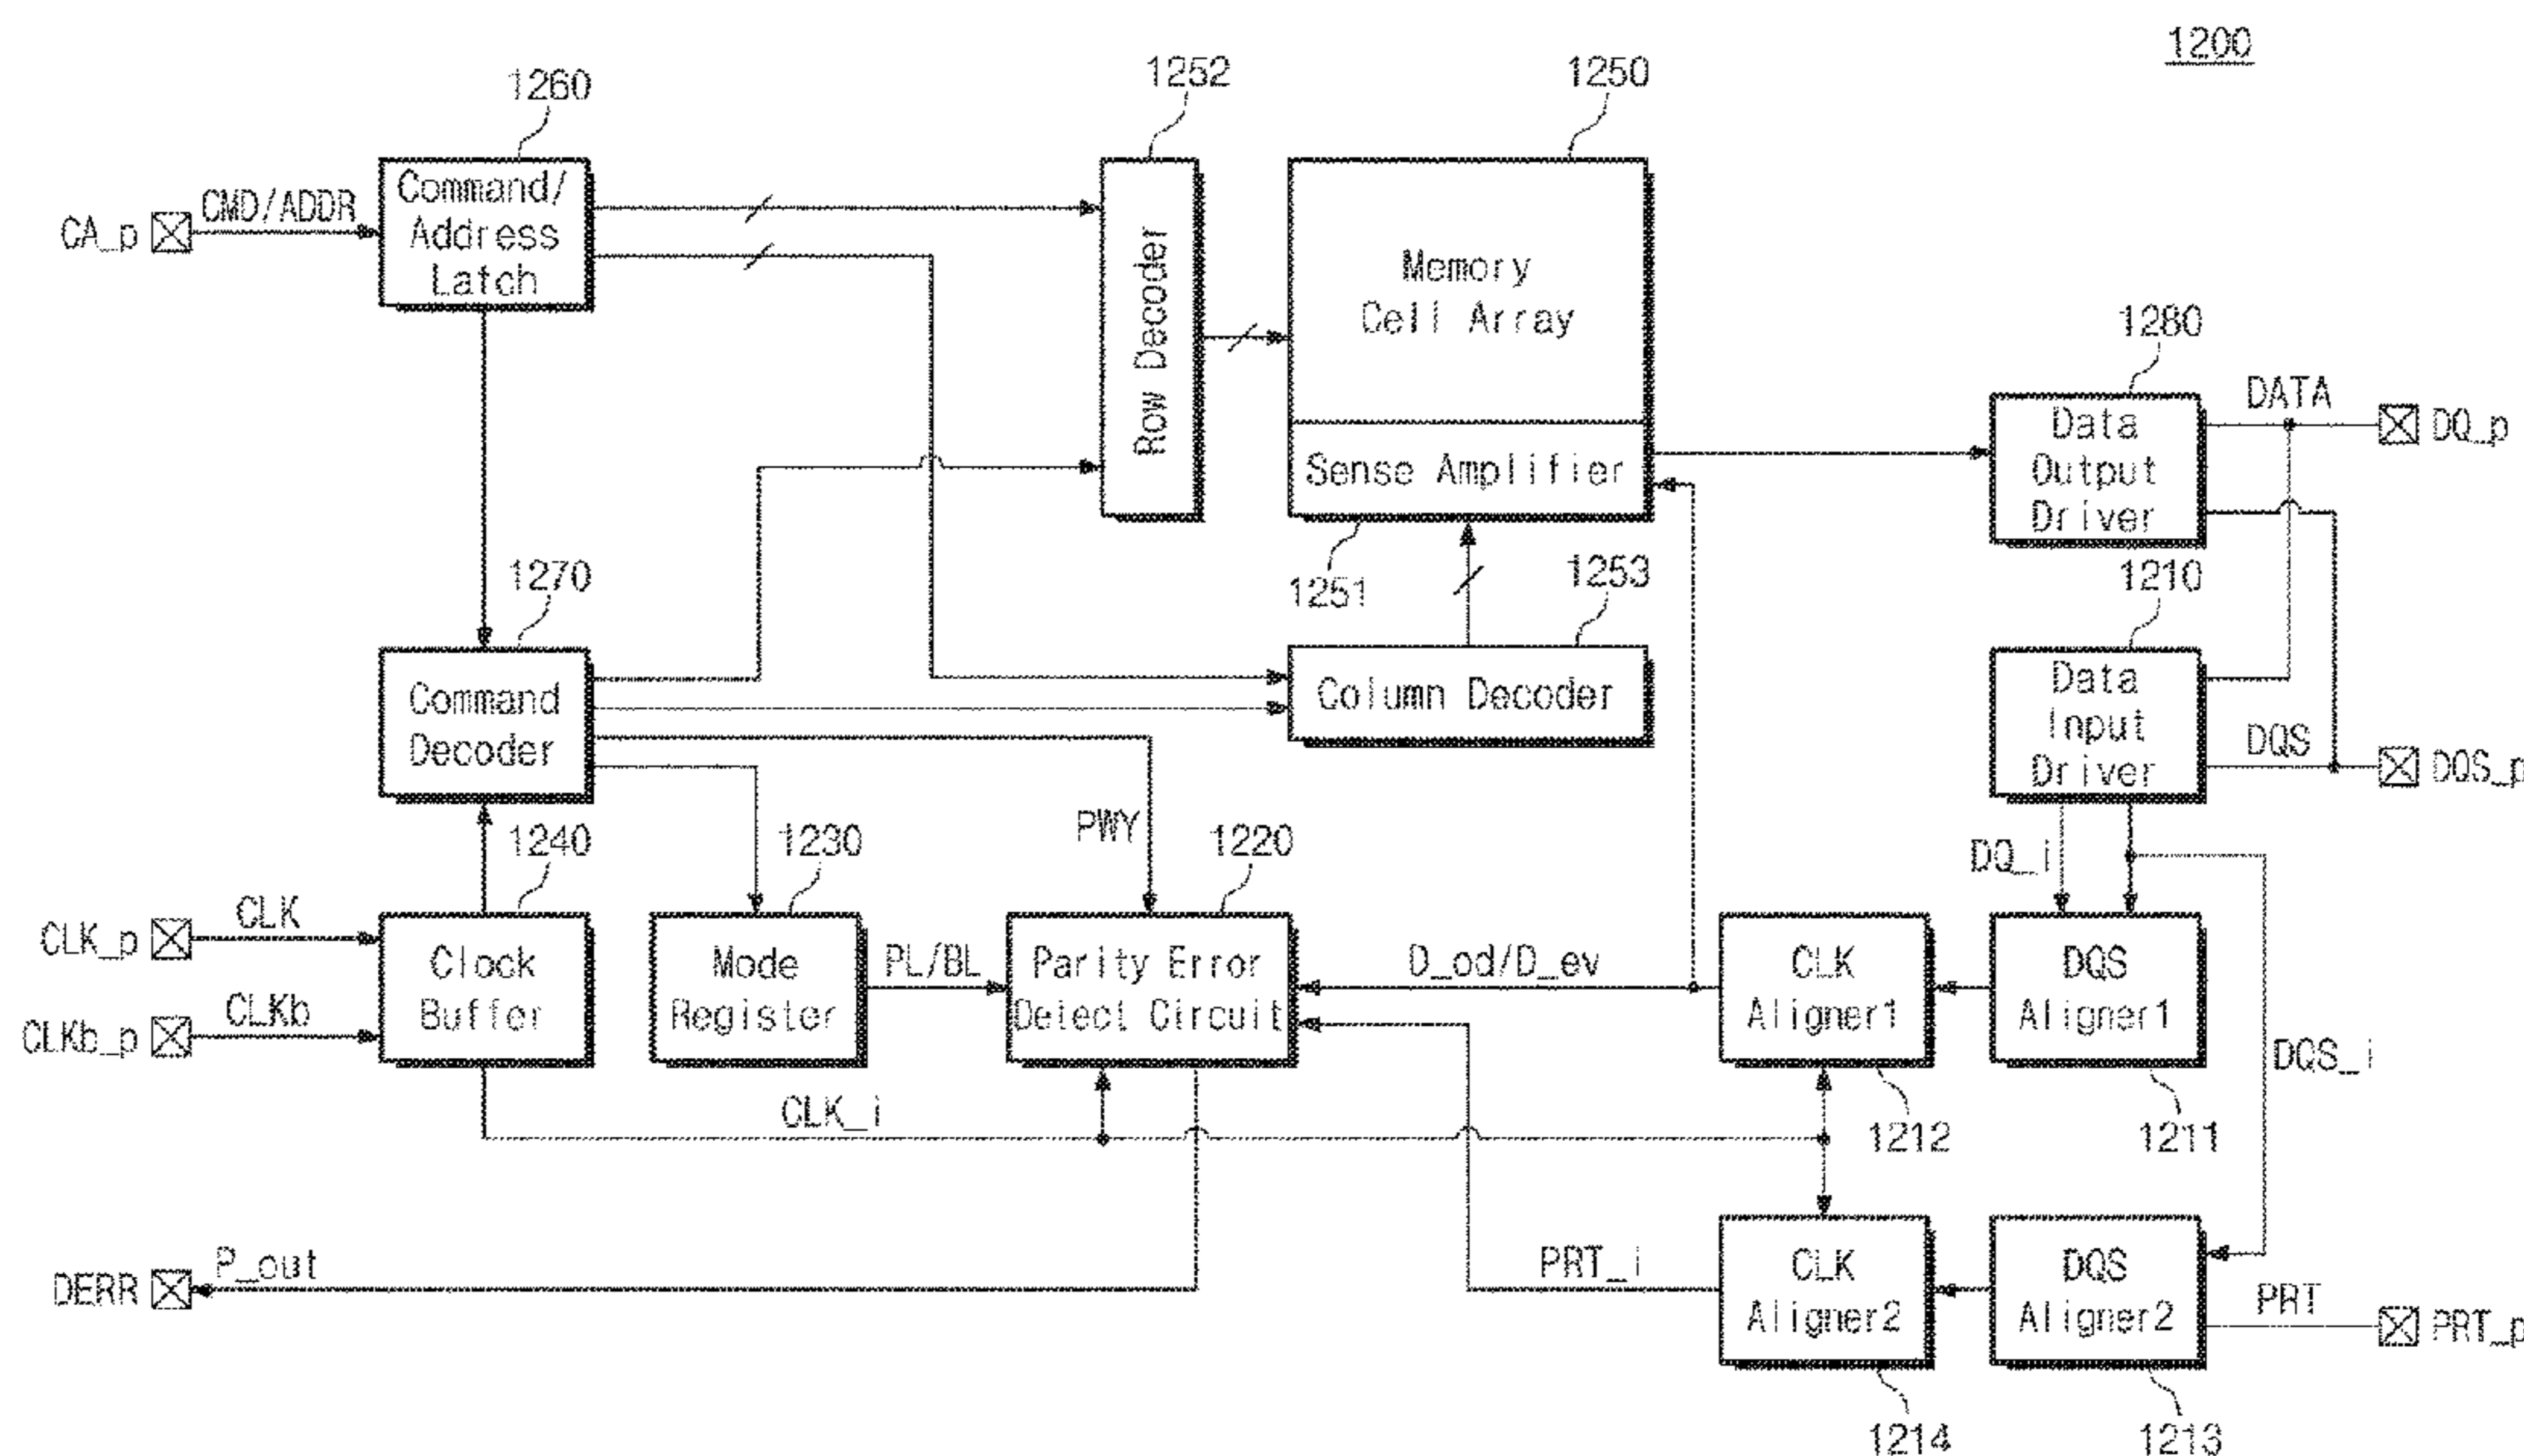 1200
1260
1252
1250
Command/
Address
Latch
CMD/ADDR
CA_p
Row Decoder
Memory
Cell Array
Sense Amplifier
1251
1280
Data
Output
Driver
DATA
DQ_p
1270
Command
Decoder
1253
Column Decoder
1210
Data
Input
Driver
DQS
DQS_p
PWY
DQ_i
1240
1230
1220
CLK_p
CLK
CLKb_p
CLKb
Clock
Buffer
Mode
Register
PL/BL
Parity Error
Detect Circuit
D_od/D_ev
CLK
Aligner1
DQS
Aligner1
DQS_i
CLK_i
1212
1211
DERR
P_out
PRT_i
CLK
Aligner2
DQS
Aligner2
PRT
PRT_p
1214
1213